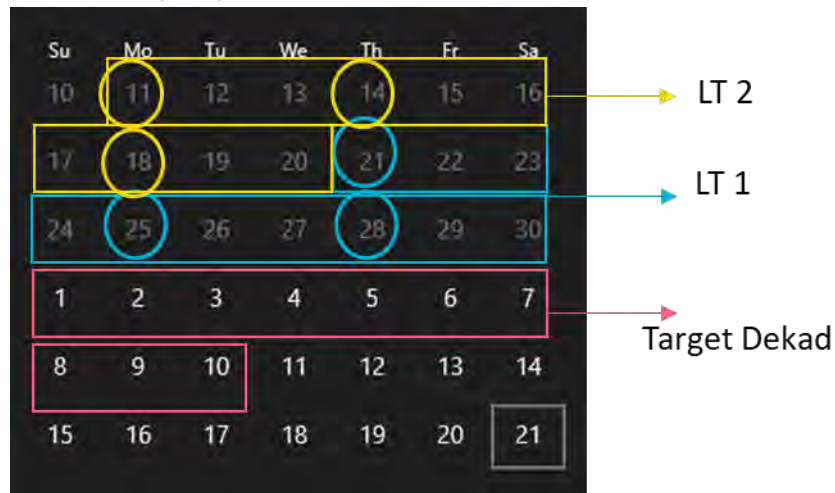 Su Mo Tu We Th Fr Sa
10 11 12 13 14 15 16
LT 2
17 18 19 20 21 22 23
LT 1
24 25 26 27 28 29 30
1 2 3 4 5 6 7
Target Dekad
8 9 10 11 12 13 14
15 16 17 18 19 20 21